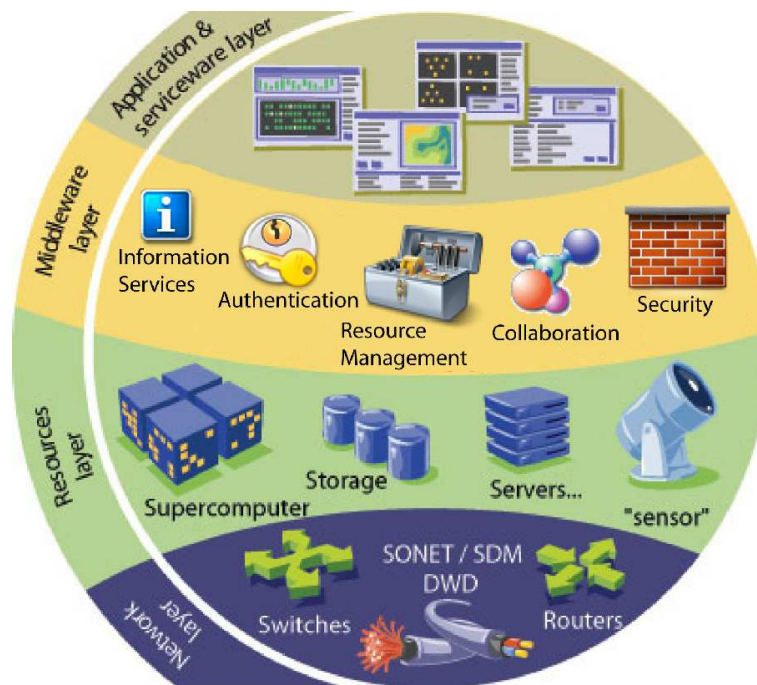 Application &
serviceware layer
Middleware
layer
Information
Services
Authentication
Resource
Management
Collaboration
Security
Resources
layer
Supercomputer
Storage
Servers...
"sensor"
Network
layer
SONET / SDM
DWD
Switches
Routers